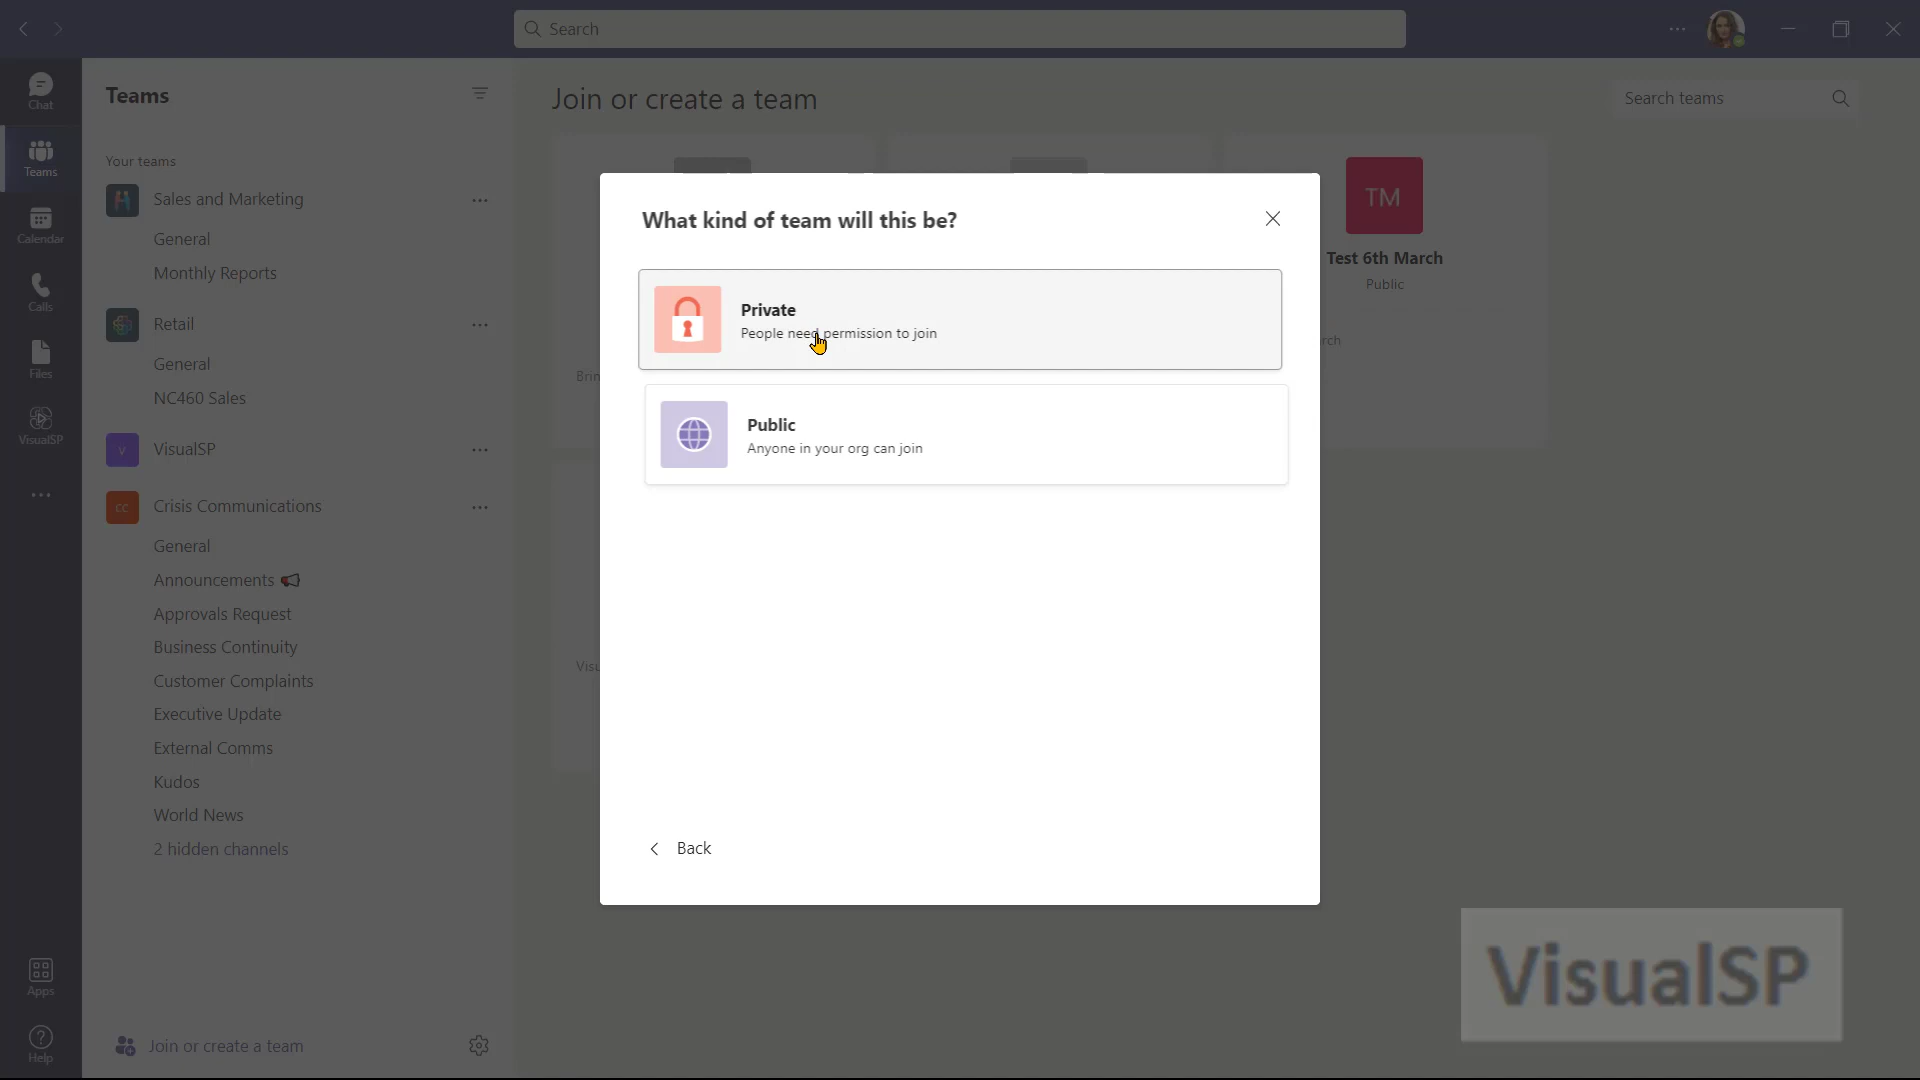 Search
Chat
Teams
Calendar
Calls
Files
VisualSP
Apps
Help
Teams
Your teams
Sales and Marketing
General
Monthly Reports
Retail
General
NC460 Sales
V
VisualSP
CC
Crisis Communications
General
Announcements
Approvals Request
Business Continuity
Customer Complaints
Executive Update
External Comms
Kudos
World News
2 hidden channels
Join or create a team
Join or create a team
Search teams
TM
Test 6th March
Public
What kind of team will this be?
Private
People need permission to join
Public
Anyone in your org can join
Back
VisualSP